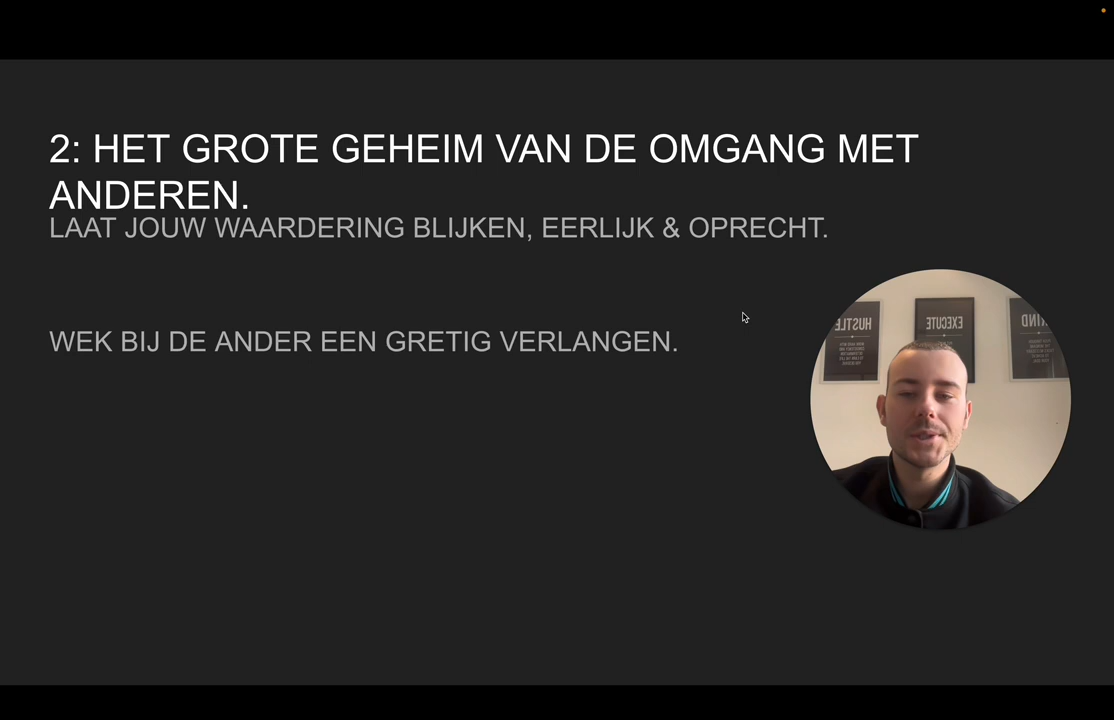 2: HET GROTE GEHEIM VAN DE OMGANG MET
ANDEREN.
LAAT JOUW WAARDERING BLIJKEN, EERLIJK & OPRECHT.
WEK BIJ DE ANDER EEN GRETIG VERLANGEN.
HUSTLE
EXECUTE